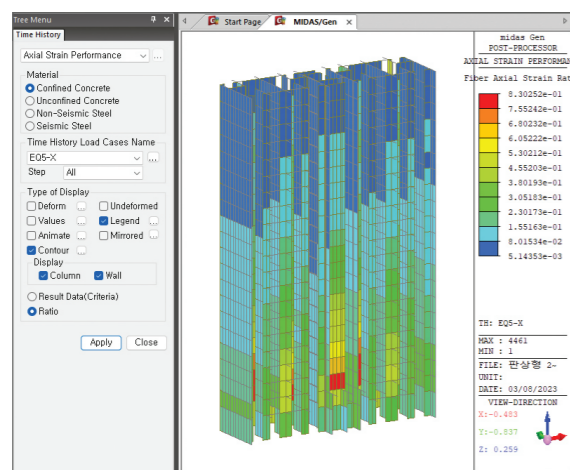 Tree Menu
Time History
Axial Strain Performance
Material
Confined Concrete
Unconfined Concrete
Non-Seismic Steel
Seismic Steel
Time History Load Cases Name
EQ5-X
Step All
Type of Display
Deform Undeformed
Values Legend
Animate Mirrored
Contour
Display
Column Wall
Result Data(Criteria)
Ratio
Apply Close
Start Page MIDAS/Gen
midas Gen
POST-PROCESSOR
AXIAL STRAIN PERFORMAN
Fiber Axial Strain Rat
8.30252e-01
7.55242e-01
6.80232e-01
6.05222e-01
5.30212e-01
4.55203e-01
3.80193e-01
3.05183e-01
2.30173e-01
1.55163e-01
8.01534e-02
5.14353e-03
TH: EQ5-X
MAX : 4461
MIN : 1
FILE: 판상형 2-
UNIT:
DATE: 03/08/2023
VIEW-DIRECTION
X:-0.483
Y:-0.837
Z: 0.259